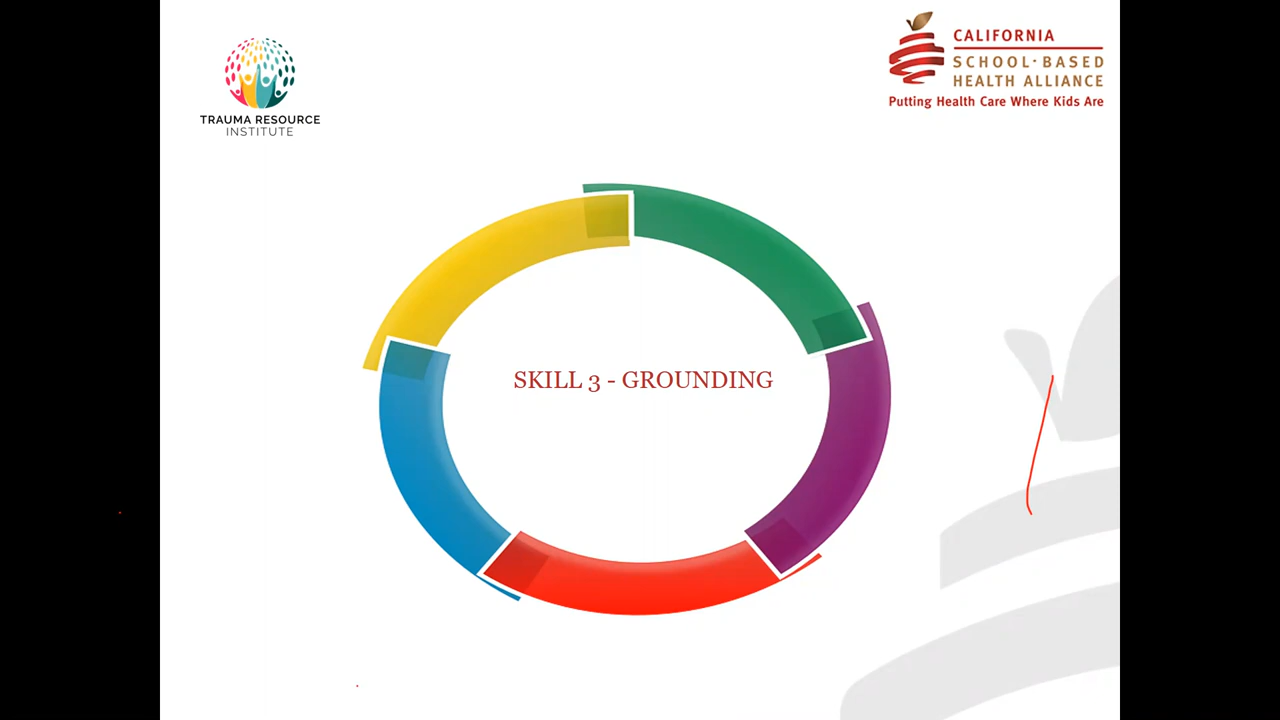 TRAUMA RESOURCE
INSTITUTE
CALIFORNIA
SCHOOL·BASED
HEALTH ALLIANCE
Putting Health Care Where Kids Are
SKILL 3 - GROUNDING